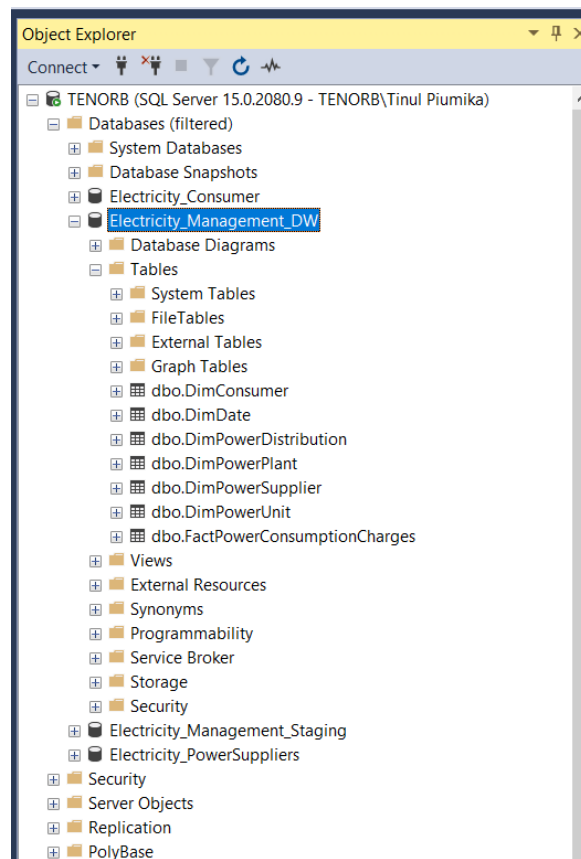 Object Explorer
Connect
TENORB (SQL Server 15.0.2080.9 - TENORB\Tinul Piumika)
Databases (filtered)
System Databases
Database Snapshots
Electricity_Consumer
Electricity_Management_DW
Database Diagrams
Tables
System Tables
FileTables
External Tables
Graph Tables
dbo.DimConsumer
dbo.DimDate
dbo.DimPowerDistribution
dbo.DimPowerPlant
dbo.DimPowerSupplier
dbo.DimPowerUnit
dbo.FactPowerConsumptionCharges
Views
External Resources
Synonyms
Programmability
Service Broker
Storage
Security
Electricity_Management_Staging
Electricity_PowerSuppliers
Security
Server Objects
Replication
PolyBase